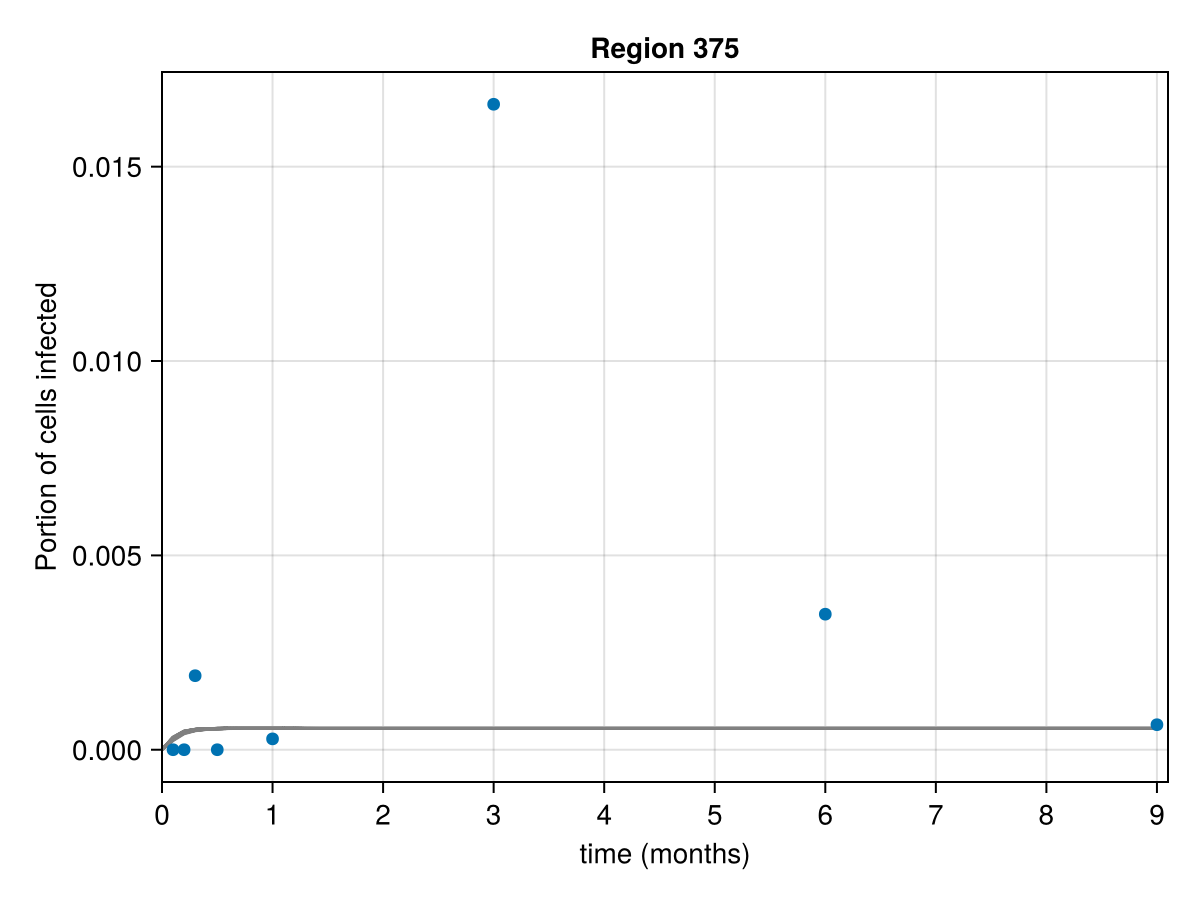 Region 375
Portion of cells infected
0.015
0.010
0.005
0.000
0 1 2 3 4 5 6 7 8 9
time (months)